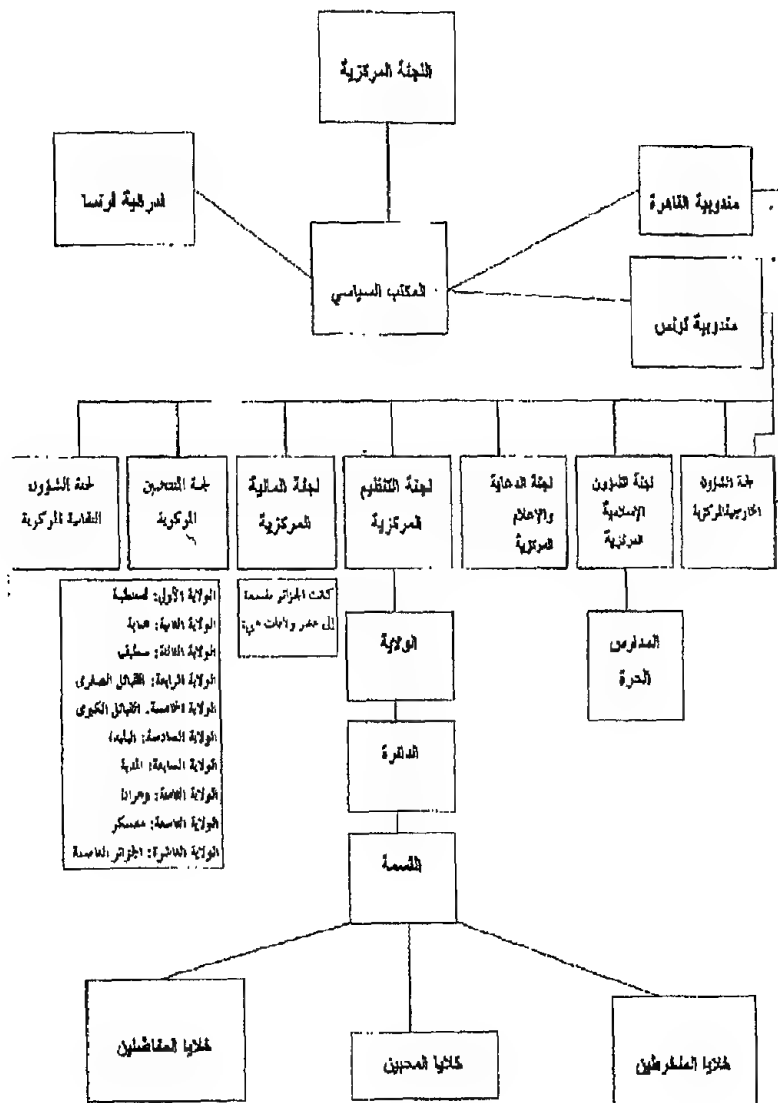 اللجنة المركزية
مندوبية القاهرة
فدرالية فرنسا
المكتب السياسي
مندوبية تونس
لجنة الشؤون
الخارجية المركزية
لجنة الشؤون
الإسلامية
المركزية
لجنة الدعاية
والإعلام
المركزية
لجنة التنظيم
المركزية
لجنة المالية
المركزية
لجنة المنتخبين
المركزية
لجنة الشؤون
النقابية المركزية
المدارس
الحرة
الولاية
كانت الجزائر مقسمة
إلى عشر ولايات هي:
الولاية الأولى: قسنطينة
الولاية الثانية: عنابة
الولاية الثالثة: سطيف
الولاية الرابعة: القبائل الصغرى
الولاية الخامسة. القبائل الكبرى
الولاية السادسة: البليدة
الولاية السابعة: المدية
الولاية الثامنة: وهران
الولاية التاسعة: معسكر
الولاية العاشرة: الجزائر العاصمة
الدائرة
القسمة
خلايا المنخرطين
خلايا المحبين
خلايا المناضلين